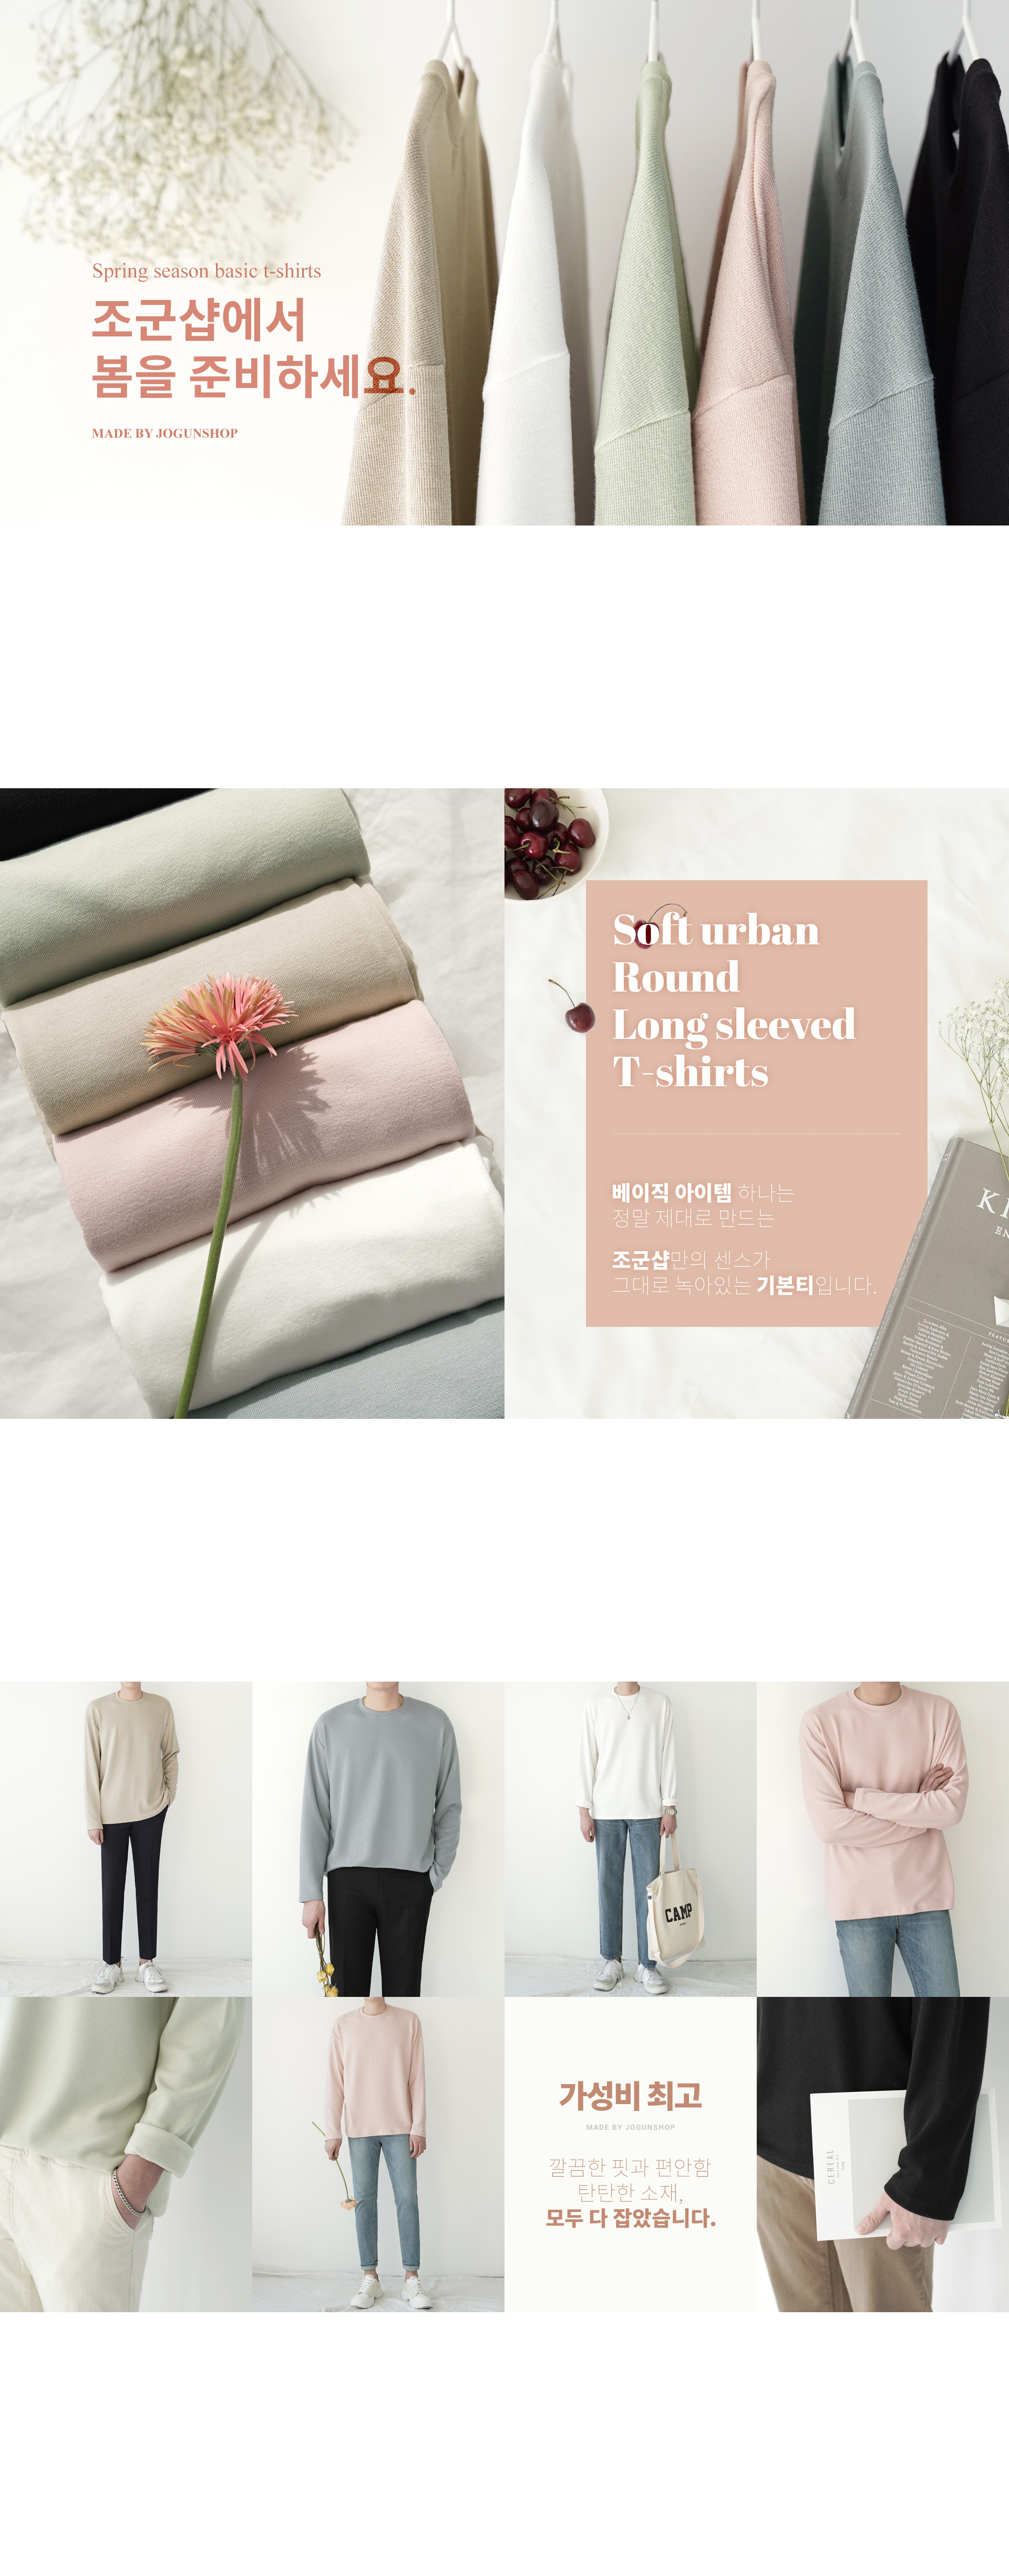 Spring season basic t-shirts
조군샵에서
봄을 준비하세요.
MADE BY JOGUNSHOP
Soft urban
Round
Long sleeved
T-shirts
베이직 아이템 하나는
정말 제대로 만드는
조군샵만의 센스가
그대로 녹아있는 기본티입니다.
CAMP
가성비 최고
MADE BY JOGUNSHOP
깔끔한 핏과 편안함
탄탄한 소재,
모두 다 잡았습니다.
CEREAL